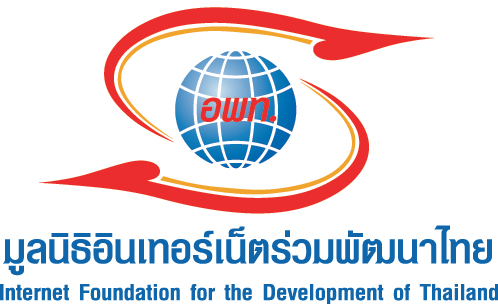 อพท.
มูลนิธิอินเทอร์เน็ตร่วมพัฒนาไทย
Internet Foundation for the Development of Thailand